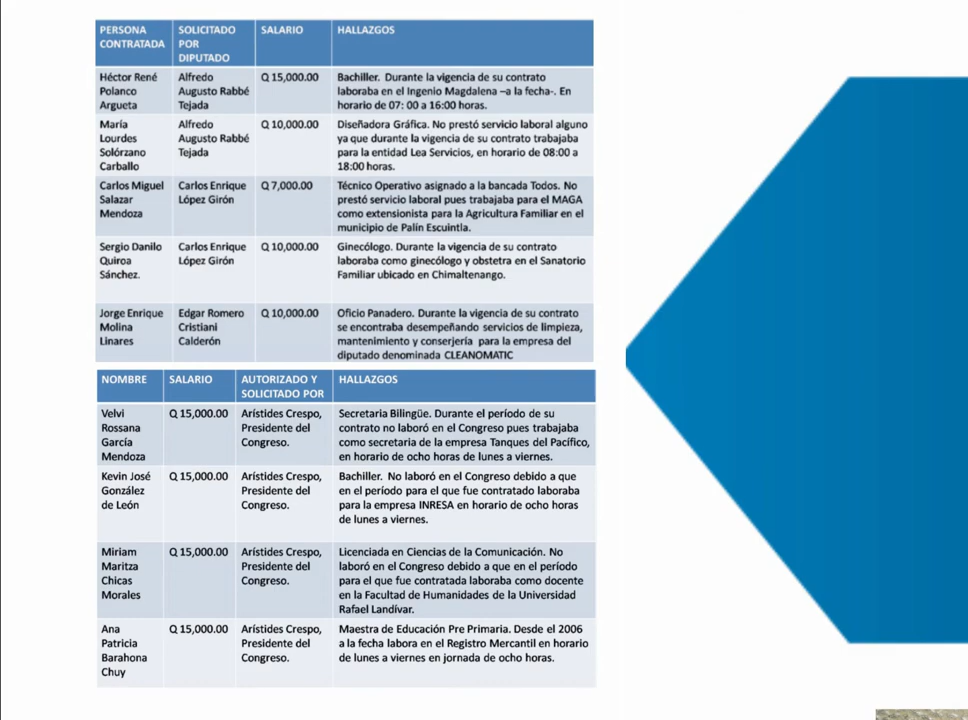 PERSONA CONTRATADA | SOLICITADO POR DIPUTADO | SALARIO | HALLAZGOS
Héctor René Polanco Argueta | Alfredo Augusto Rabbé Tejada | Q 15,000.00 | Bachiller. Durante la vigencia de su contrato laboraba en el Ingenio Magdalena –a la fecha-. En horario de 07: 00 a 16:00 horas.
María Lourdes Solórzano Carballo | Alfredo Augusto Rabbé Tejada | Q 10,000.00 | Diseñadora Gráfica. No prestó servicio laboral alguno ya que durante la vigencia de su contrato trabajaba para la entidad Lea Servicios, en horario de 08:00 a 18:00 horas.
Carlos Miguel Salazar Mendoza | Carlos Enrique López Girón | Q 7,000.00 | Técnico Operativo asignado a la bancada Todos. No prestó servicio laboral pues trabajaba para el MAGA como extensionista para la Agricultura Familiar en el municipio de Palín Escuintla.
Sergio Danilo Quiroa Sánchez. | Carlos Enrique López Girón | Q 10,000.00 | Ginecólogo. Durante la vigencia de su contrato laboraba como ginecólogo y obstetra en el Sanatorio Familiar ubicado en Chimaltenango.
Jorge Enrique Molina Linares | Edgar Romero Cristiani Calderón | Q 10,000.00 | Oficio Panadero. Durante la vigencia de su contrato se encontraba desempeñando servicios de limpieza, mantenimiento y conserjería para la empresa del diputado denominada CLEANOMATIC
NOMBRE | SALARIO | AUTORIZADO Y SOLICITADO POR | HALLAZGOS
Velvi Rossana García Mendoza | Q 15,000.00 | Arístides Crespo, Presidente del Congreso. | Secretaria Bilingüe. Durante el período de su contrato no laboró en el Congreso pues trabajaba como secretaria de la empresa Tanques del Pacífico, en horario de ocho horas de lunes a viernes.
Kevin José González de León | Q 15,000.00 | Arístides Crespo, Presidente del Congreso. | Bachiller. No laboró en el Congreso debido a que en el período para el que fue contratado laboraba para la empresa INRESA en horario de ocho horas de lunes a viernes.
Miriam Maritza Chicas Morales | Q 15,000.00 | Arístides Crespo, Presidente del Congreso. | Licenciada en Ciencias de la Comunicación. No laboró en el Congreso debido a que en el período para el que fue contratada laboraba como docente en la Facultad de Humanidades de la Universidad Rafael Landívar.
Ana Patricia Barahona Chuy | Q 15,000.00 | Arístides Crespo, Presidente del Congreso. | Maestra de Educación Pre Primaria. Desde el 2006 a la fecha labora en el Registro Mercantil en horario de lunes a viernes en jornada de ocho horas.